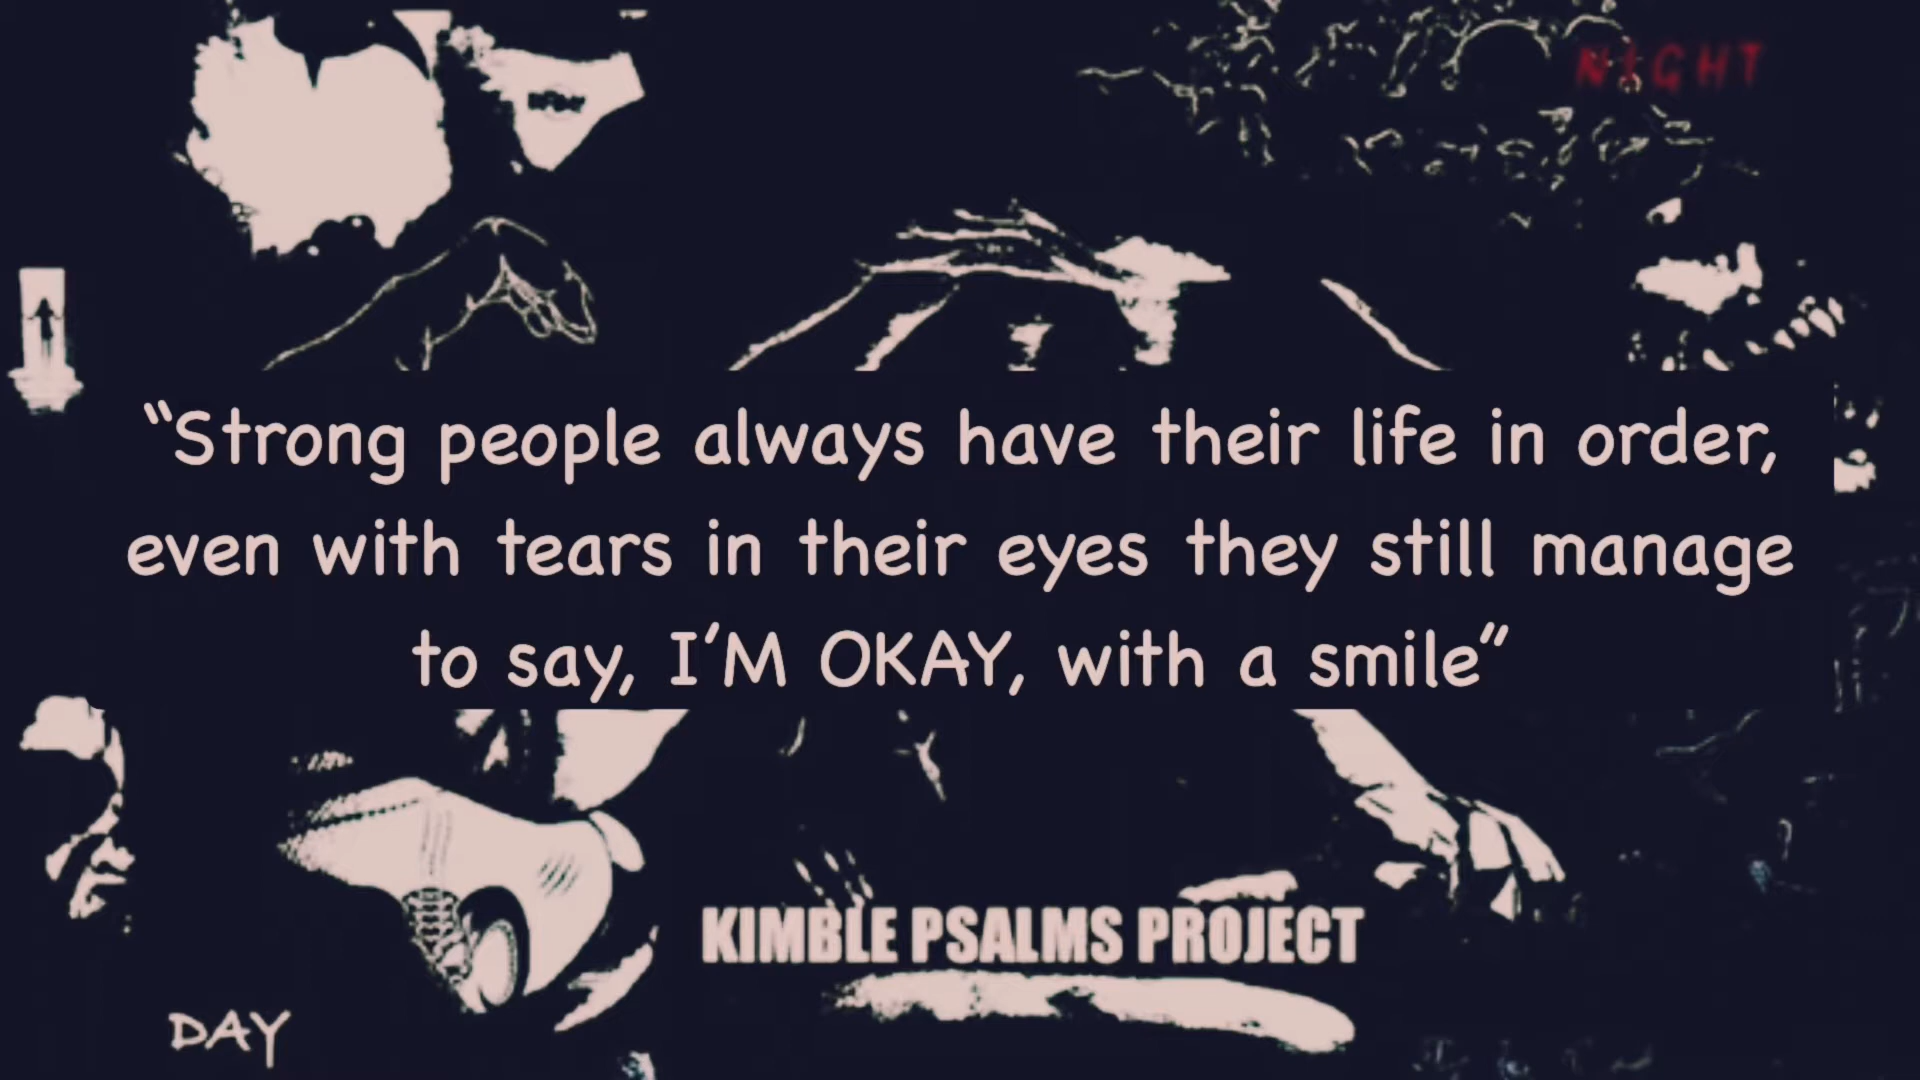 NIGHT
“Strong people always have their life in order,
even with tears in their eyes they still manage
to say, I’M OKAY, with a smile”
KIMBLE PSALMS PROJECT
DAY